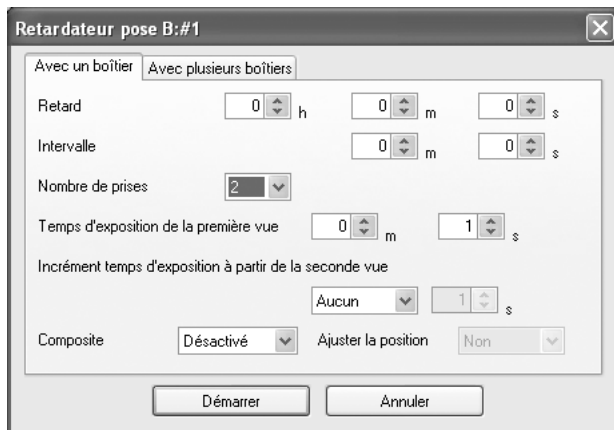 Retardateur pose B:#1
Avec un boîtier Avec plusieurs boîtiers
Retard 0 h 0 m 0 s
Intervalle 0 m 0 s
Nombre de prises 2
Temps d'exposition de la première vue 0 m 1 s
Incrément temps d'exposition à partir de la seconde vue
Aucun 1 s
Composite Désactivé Ajuster la position Non
Démarrer Annuler